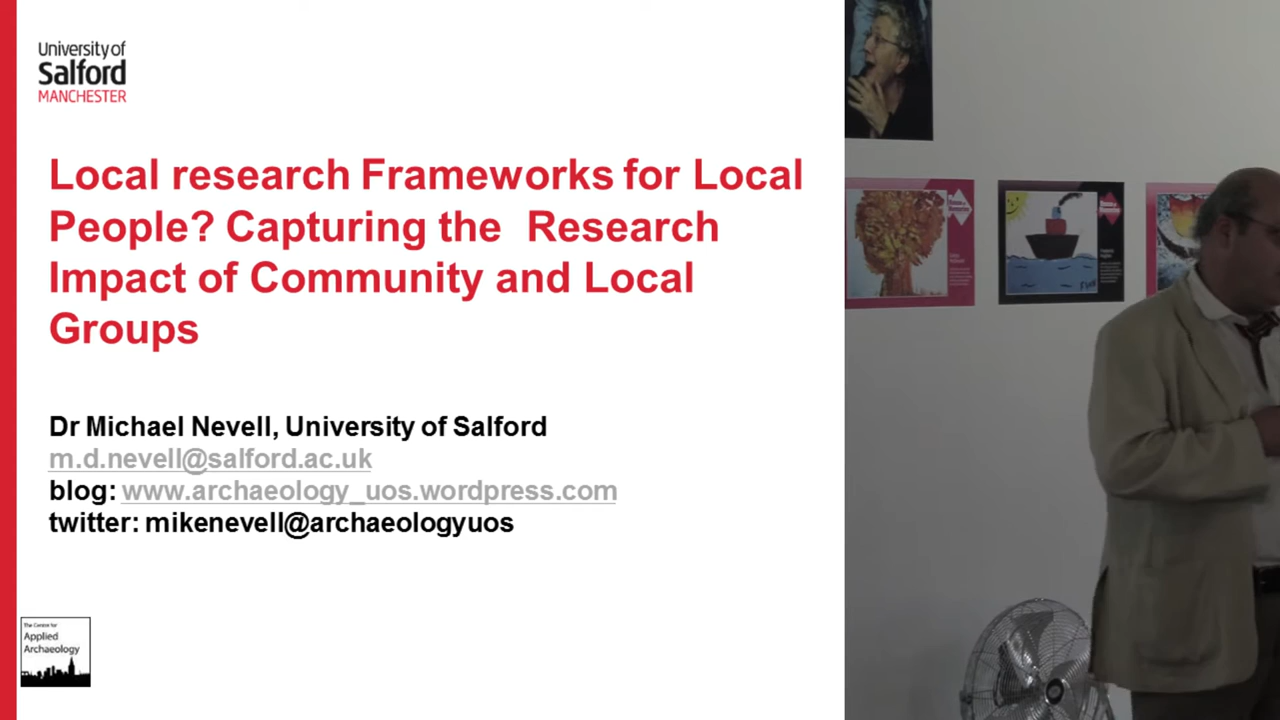 University of
Salford
MANCHESTER
Local research Frameworks for Local
People? Capturing the Research
Impact of Community and Local
Groups
Dr Michael Nevell, University of Salford
m.d.nevell@salford.ac.uk
blog: www.archaeology_uos.wordpress.com
twitter: mikenevell@archaeologyuos
The Centre for
Applied
Archaeology